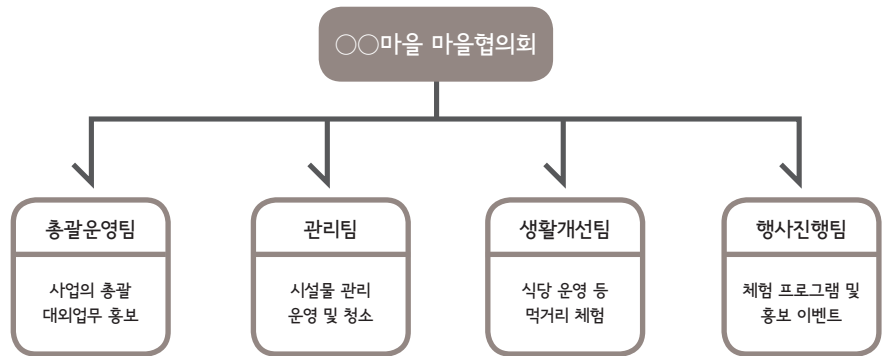 ○○마을 마을협의회
총괄운영팀
사업의 총괄
대외업무 홍보
관리팀
시설물 관리
운영 및 청소
생활개선팀
식당 운영 등
먹거리 체험
행사진행팀
체험 프로그램 및
홍보 이벤트